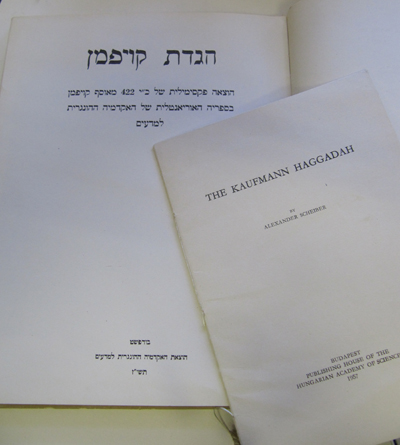 הגדת קויפמן
הוצאה פקסימילית של כ״י 422 מאוסף קויפמן
בספריה האוריאנטלית של האקדמיה ההונגרית
למדעים
בודפשט
הוצאת האקדמיה ההונגרית למדעים
תשי״ז
THE KAUFMANN HAGGADAH
BY
ALEXANDER SCHEIBER
BUDAPEST
PUBLISHING HOUSE OF THE
HUNGARIAN ACADEMY OF SCIENCES
1957